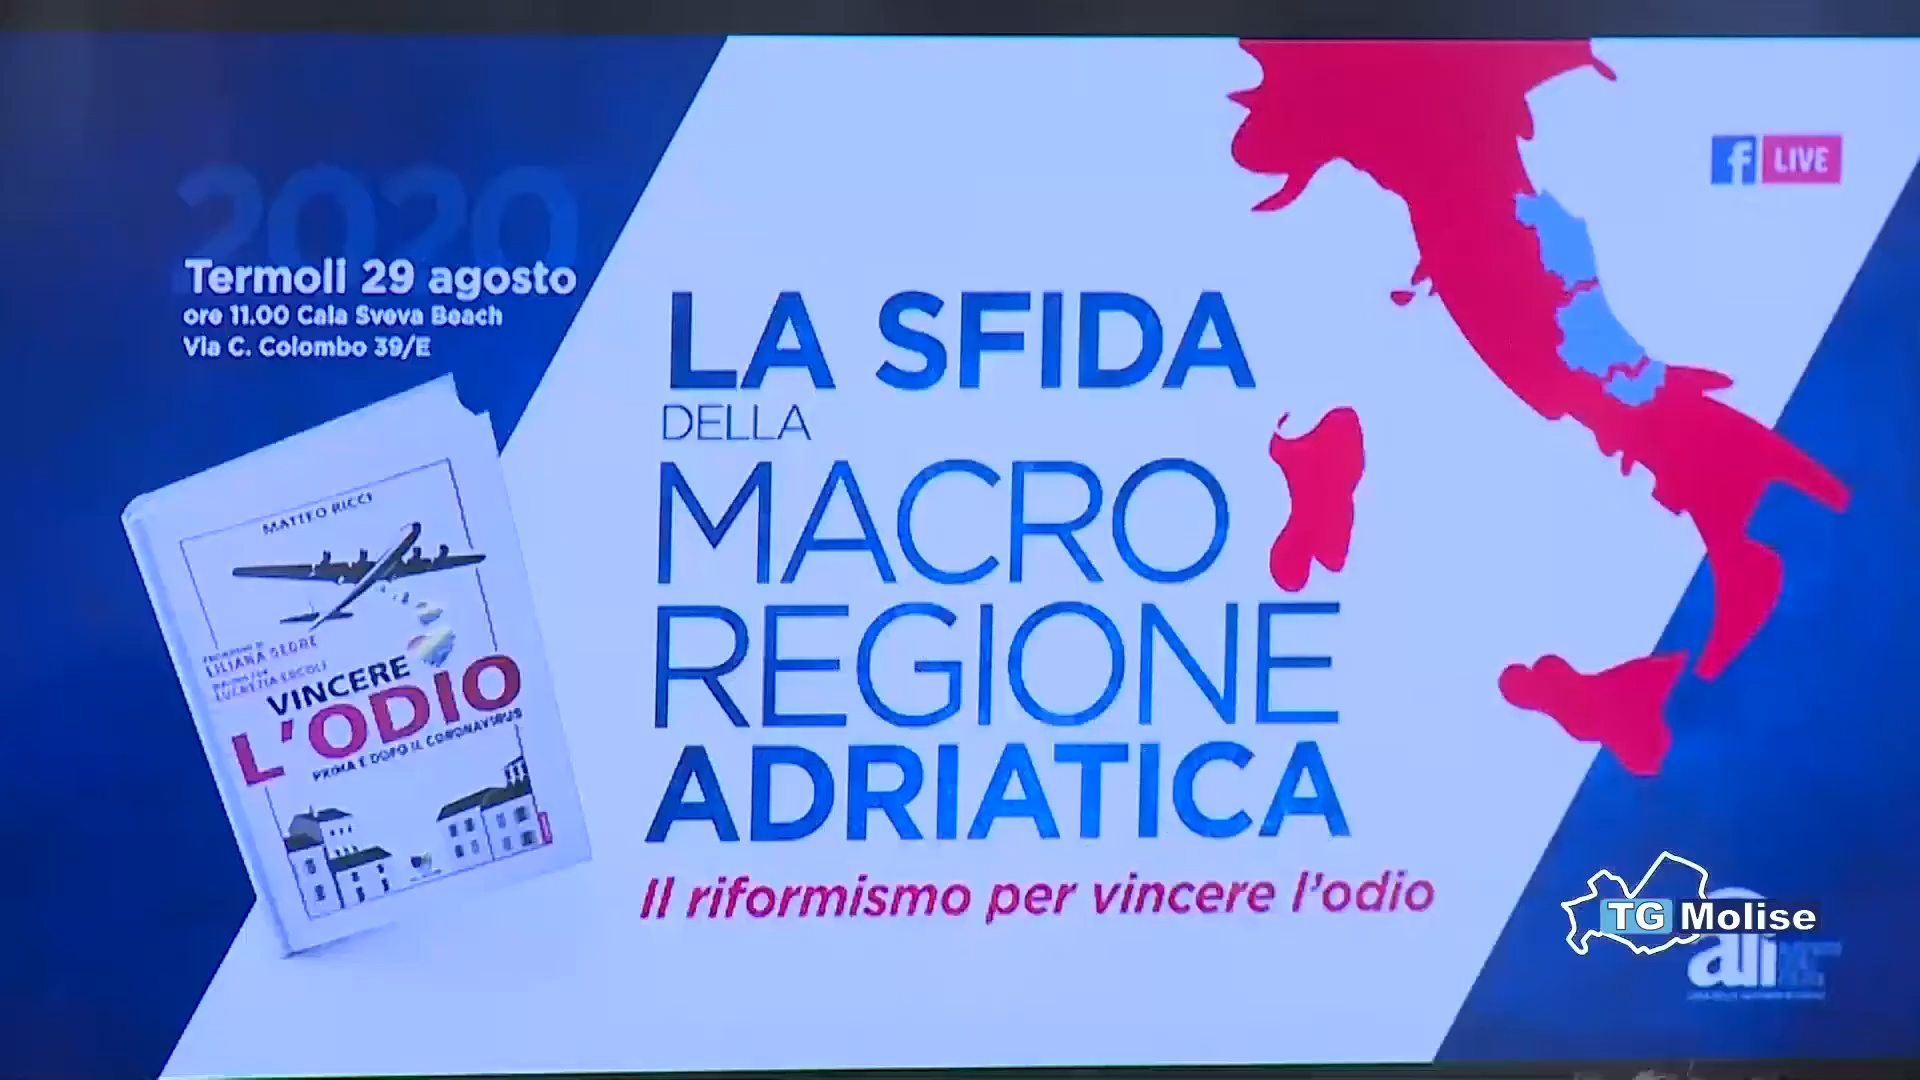 2020
Termoli 29 agosto
ore 11.00 Cala Sveva Beach
Via C. Colombo 39/E
f LIVE
LA SFIDA
DELLA
MACRO
REGIONE
ADRIATICA
Il riformismo per vincere l'odio
MATTEO RICCI
LILIANA SEGRE
LUCREZIA ERCOLI
VINCERE
L'ODIO
PRIMA E DOPO IL CORONAVIRUS
TG Molise
ali